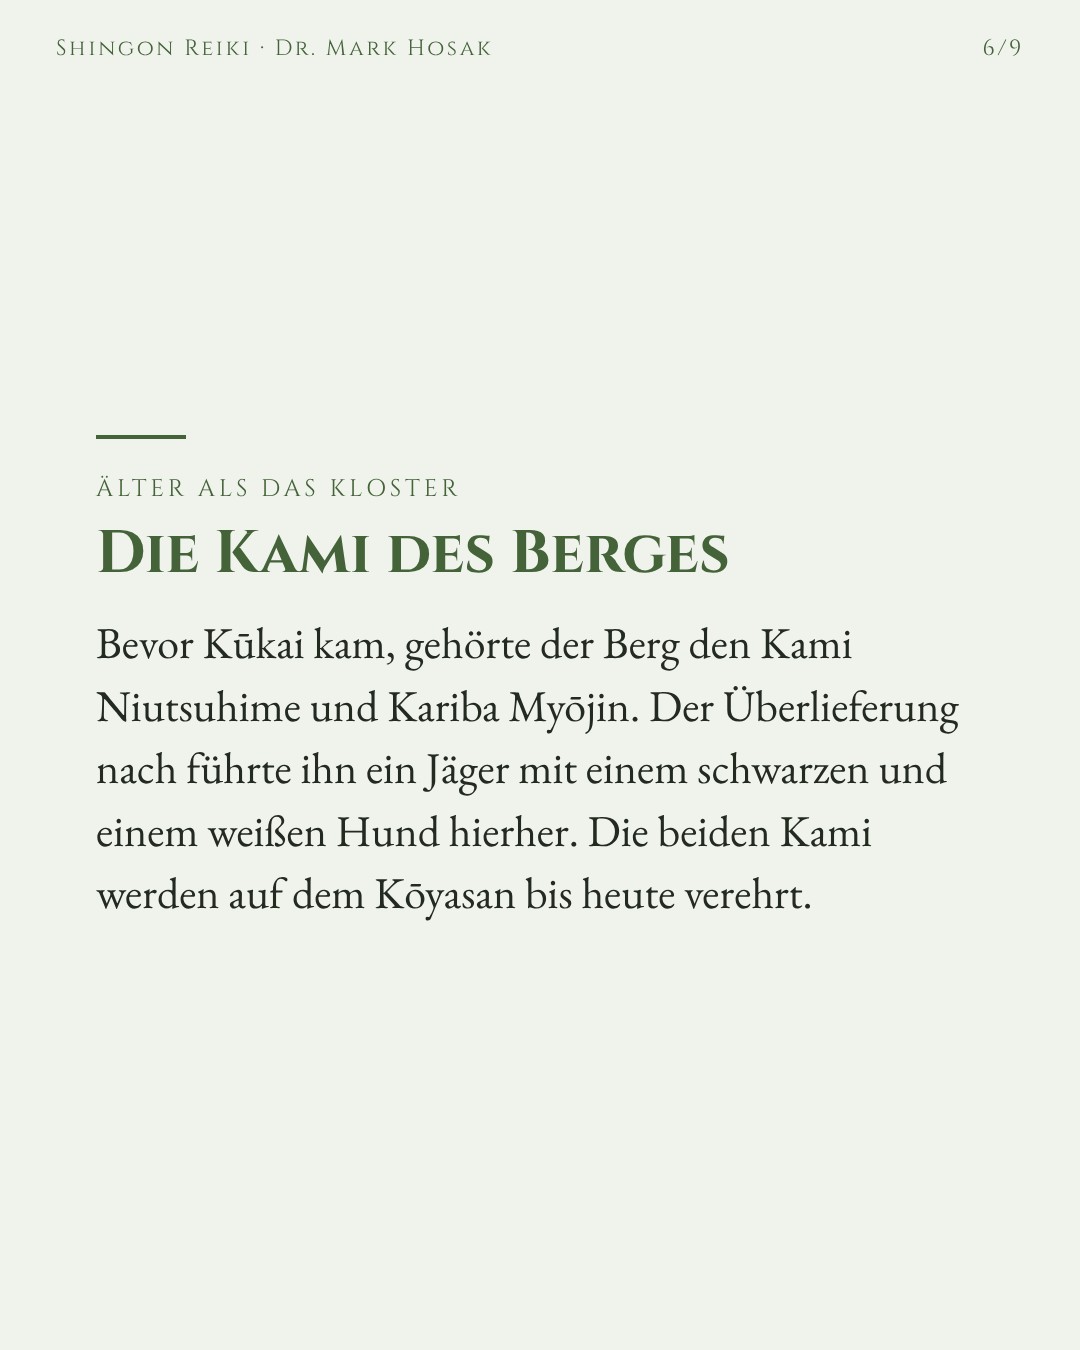 Shingon Reiki · Dr. Mark Hosak
6/9
ÄLTER ALS DAS KLOSTER
Die Kami des Berges
Bevor Kūkai kam, gehörte der Berg den Kami
Niutsuhime und Kariba Myōjin. Der Überlieferung
nach führte ihn ein Jäger mit einem schwarzen und
einem weißen Hund hierher. Die beiden Kami
werden auf dem Kōyasan bis heute verehrt.